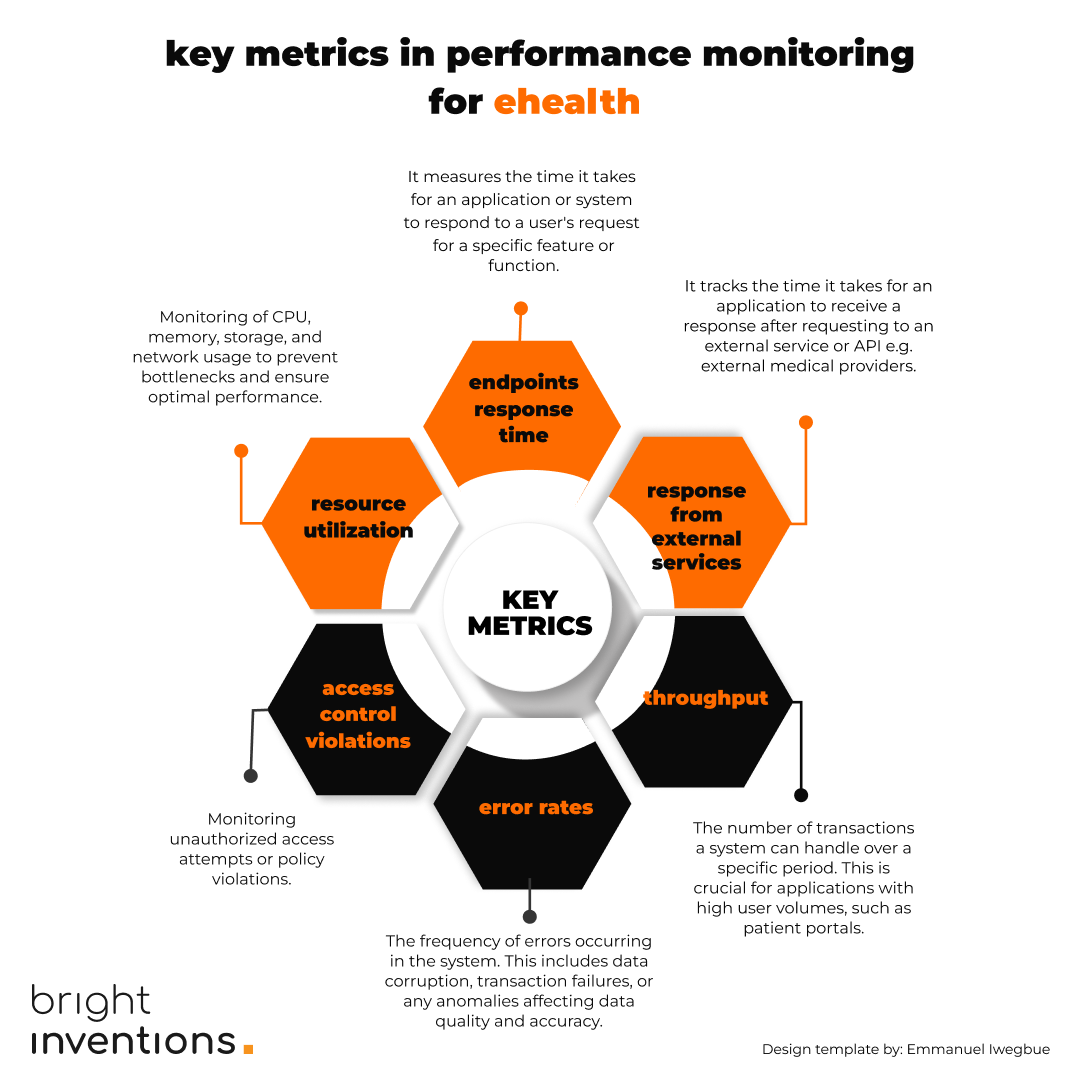 key metrics in performance monitoring
for ehealth
It measures the time it takes
for an application or system
to respond to a user's request
for a specific feature or
function.
It tracks the time it takes for an
application to receive a
response after requesting to an
external service or API e.g.
external medical providers.
Monitoring of CPU,
memory, storage, and
network usage to prevent
bottlenecks and ensure
optimal performance.
endpoints
response
time
resource
utilization
response
from
external
services
KEY
METRICS
access
control
violations
throughput
error rates
Monitoring
unauthorized access
attempts or policy
violations.
The number of transactions
a system can handle over a
specific period. This is
crucial for applications with
high user volumes, such as
patient portals.
The frequency of errors occurring
in the system. This includes data
corruption, transaction failures, or
any anomalies affecting data
quality and accuracy.
bright
inventions.
Design template by: Emmanuel Iwegbue